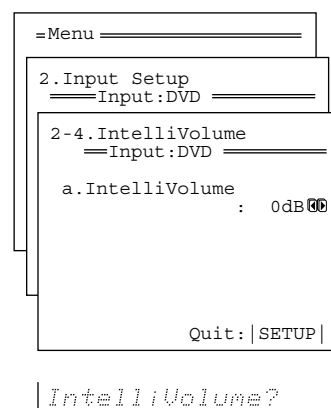 Menu
2.Input Setup
Input:DVD
2-4.IntelliVolume
Input:DVD
a.IntelliVolume
: 0dB
Quit:|SETUP|
IntelliVolume?